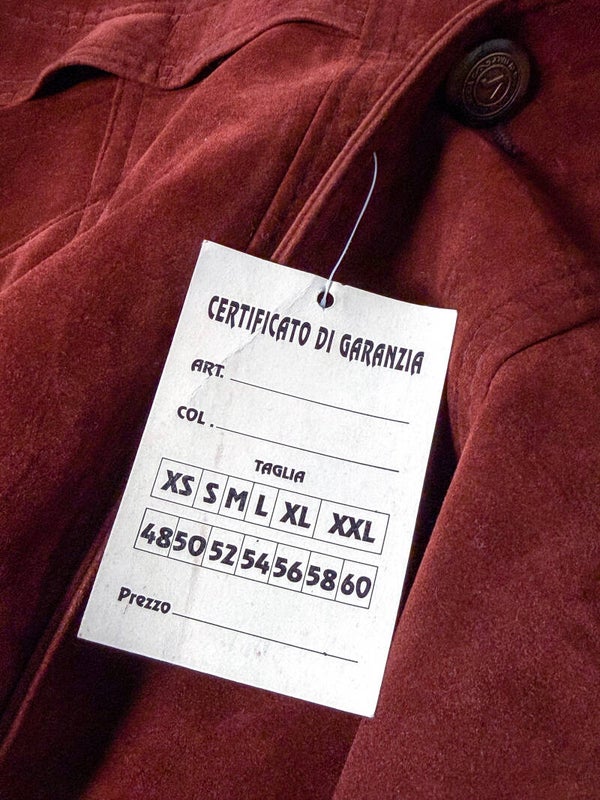 CERTIFICATO DI GARANZIA
ART.
COL .
TAGLIA
XS S M L XL XXL
48 50 52 54 56 58 60
Prezzo